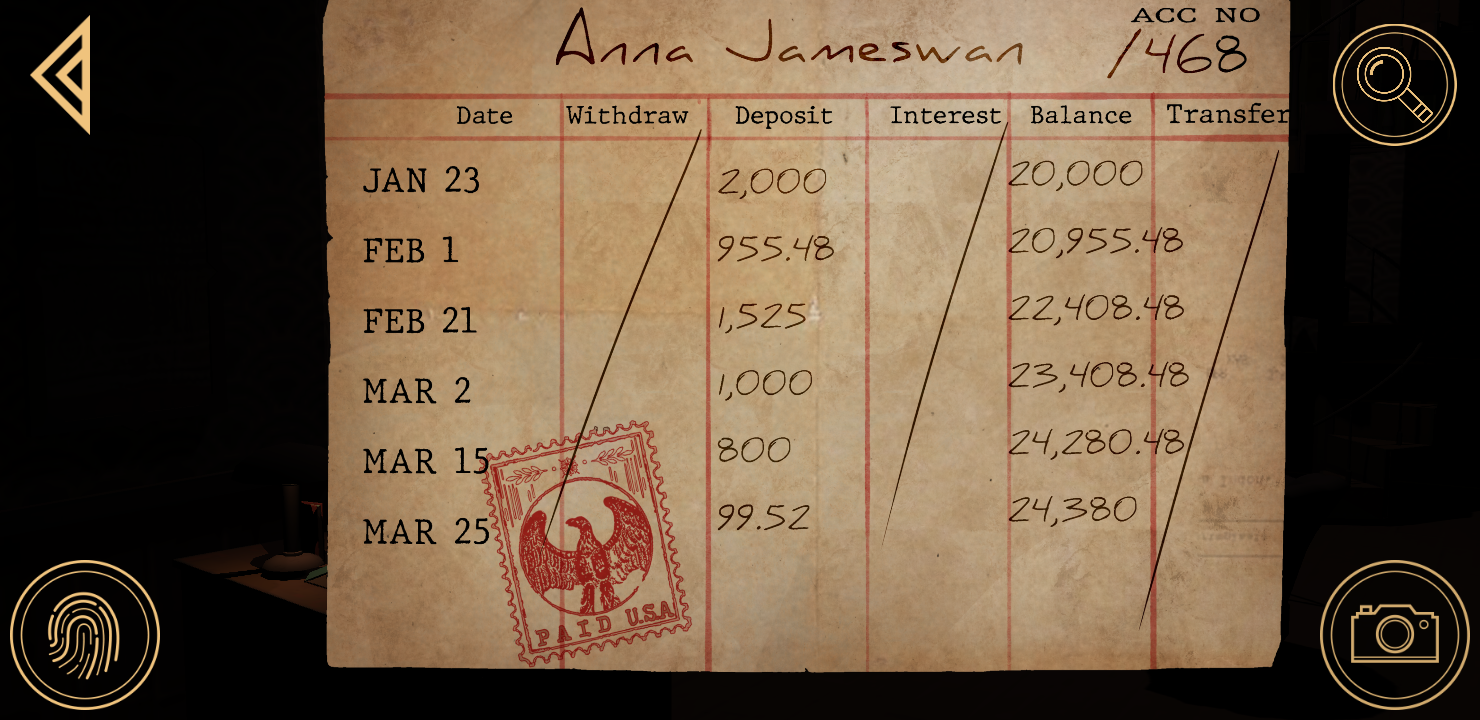 ACC NO
Anna Jameswan 1468
Date Withdraw Deposit Interest Balance Transfer
JAN 23 2,000 20,000
FEB 1 955.48 20,955.48
FEB 21 1,525 22,408.48
MAR 2 1,000 23,408.48
MAR 15 800 24,280.48
MAR 25 99.52 24,380
PAID U.S.A